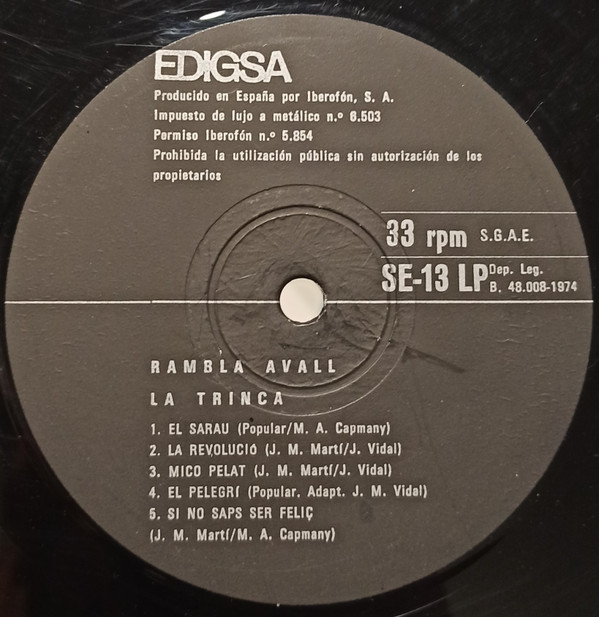 EDIGSA
Producido en España por Iberofón, S. A.
Impuesto de lujo a metálico n.º 6.503
Permiso Iberofón n.º 5.854
Prohibida la utilización pública sin autorización de los
propietarios
33 rpm S.G.A.E.
SE-13 LP Dep. Leg.
B. 48.008-1974
RAMBLA AVALL
LA TRINCA
1. EL SARAU (Popular/M. A. Capmany)
2. LA REVOLUCIÓ (J. M. Martí/J. Vidal)
3. MICO PELAT (J. M. Martí/J. Vidal)
4. EL PELEGRÍ (Popular. Adapt. J. M. Vidal)
5. SI NO SAPS SER FELIÇ
(J. M. Martí/M. A. Capmany)